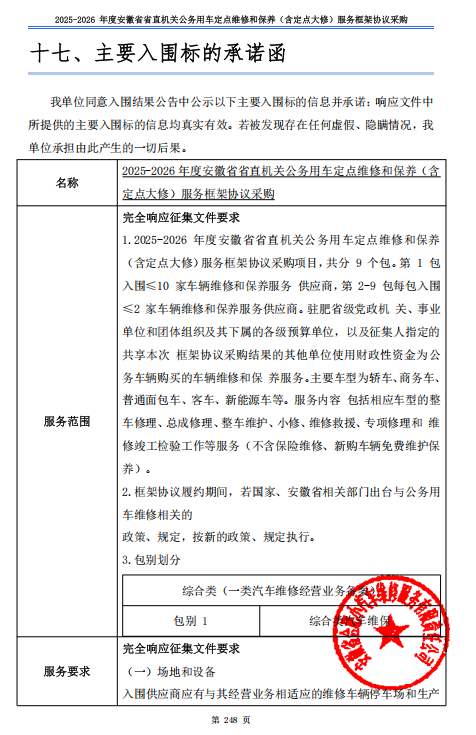 2025-2026 年度安徽省省直机关公务用车定点维修和保养（含定点大修）服务框架协议采购
十七、主要入围标的承诺函
我单位同意入围结果公告中公示以下主要入围标的信息并承诺：响应文件中
所提供的主要入围标的信息均真实有效。若被发现存在任何虚假、隐瞒情况，我
单位承担由此产生的一切后果。
名称
2025-2026 年度安徽省省直机关公务用车定点维修和保养（含
定点大修）服务框架协议采购
服务范围
完全响应征集文件要求
1.2025-2026 年度安徽省省直机关公务用车定点维修和保养
（含定点大修）服务框架协议采购项目，共分 9 个包。第 1 包
入围≤10 家车辆维修和保养服务 供应商，第 2-9 包每包入围
≤2 家车辆维修和保养服务供应商。驻肥省级党政机 关、事业
单位和团体组织及其下属的各级预算单位，以及征集人指定的
共享本次 框架协议采购结果的其他单位使用财政性资金为公
务车辆购买的车辆维修和保 养服务。主要车型为轿车、商务车、
普通面包车、客车、新能源车等。服务内容 包括相应车型的整
车修理、总成修理、整车维护、小修、维修救援、专项修理和 维
修竣工检验工作等服务（不含保险维修、新购车辆免费维护保
养）。
2.框架协议履约期间，若国家、安徽省相关部门出台与公务用
车维修相关的
政策、规定，按新的政策、规定执行。
3.包别划分
综合类（一类汽车维修经营业务备案）
包别 1
综合类汽车维保
服务要求
完全响应征集文件要求
（一）场地和设备
入围供应商应有与其经营业务相适应的维修车辆停车场和生产
第 248 页